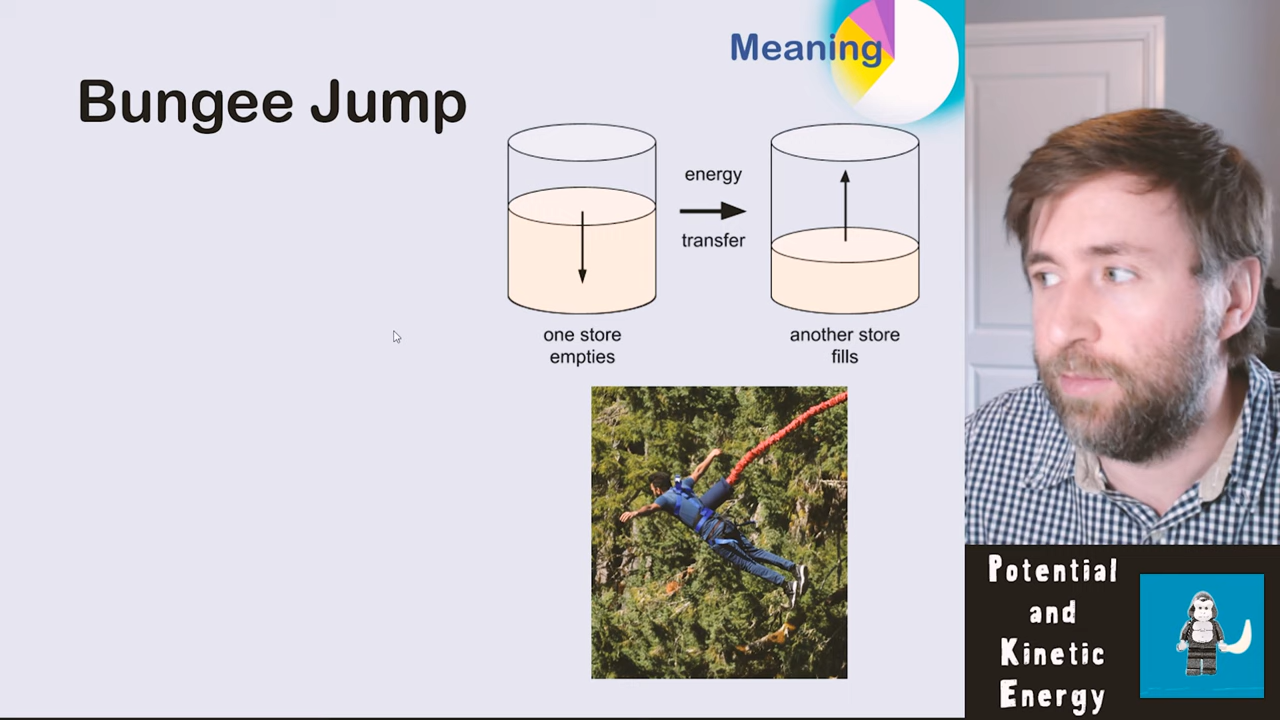 Meaning
Bungee Jump
energy
transfer
one store
empties
another store
fills
Potential
and
Kinetic
Energy